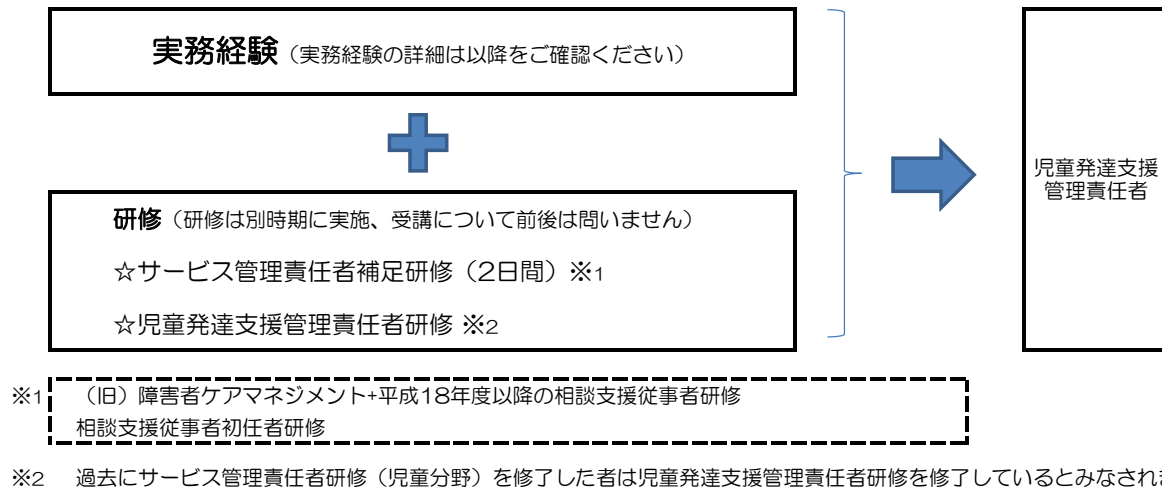 実務経験（実務経験の詳細は以降をご確認ください）
研修（研修は別時期に実施、受講について前後は問いません）
☆サービス管理責任者補足研修（2日間）※1
☆児童発達支援管理責任者研修 ※2
児童発達支援
管理責任者
※1 （旧）障害者ケアマネジメント+平成18年度以降の相談支援従事者研修
相談支援従事者初任者研修
※2 過去にサービス管理責任者研修（児童分野）を修了した者は児童発達支援管理責任者研修を修了しているとみなされ